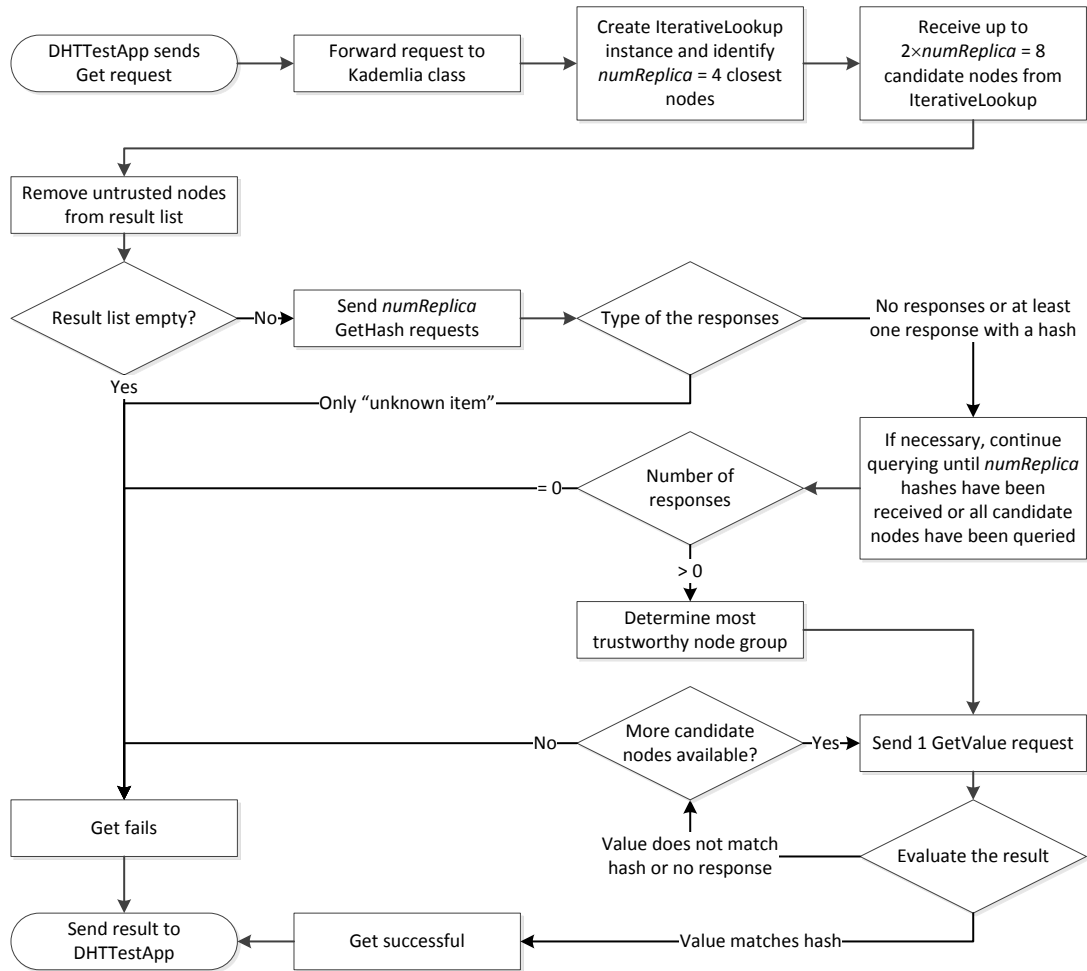 DHTTestApp sends
Get request
Forward request to
Kademlia class
Create IterativeLookup
instance and identify
numReplica = 4 closest
nodes
Receive up to
2×numReplica = 8
candidate nodes from
IterativeLookup
Remove untrusted nodes
from result list
Result list empty?
No
Send numReplica
GetHash requests
Type of the responses
No responses or at least
one response with a hash
Yes
Only “unknown item”
If necessary, continue
querying until numReplica
hashes have been
received or all candidate
nodes have been queried
Number of
responses
= 0
> 0
Determine most
trustworthy node group
More candidate
nodes available?
No
Yes
Send 1 GetValue request
Get fails
Value does not match
hash or no response
Evaluate the result
Send result to
DHTTestApp
Get successful
Value matches hash